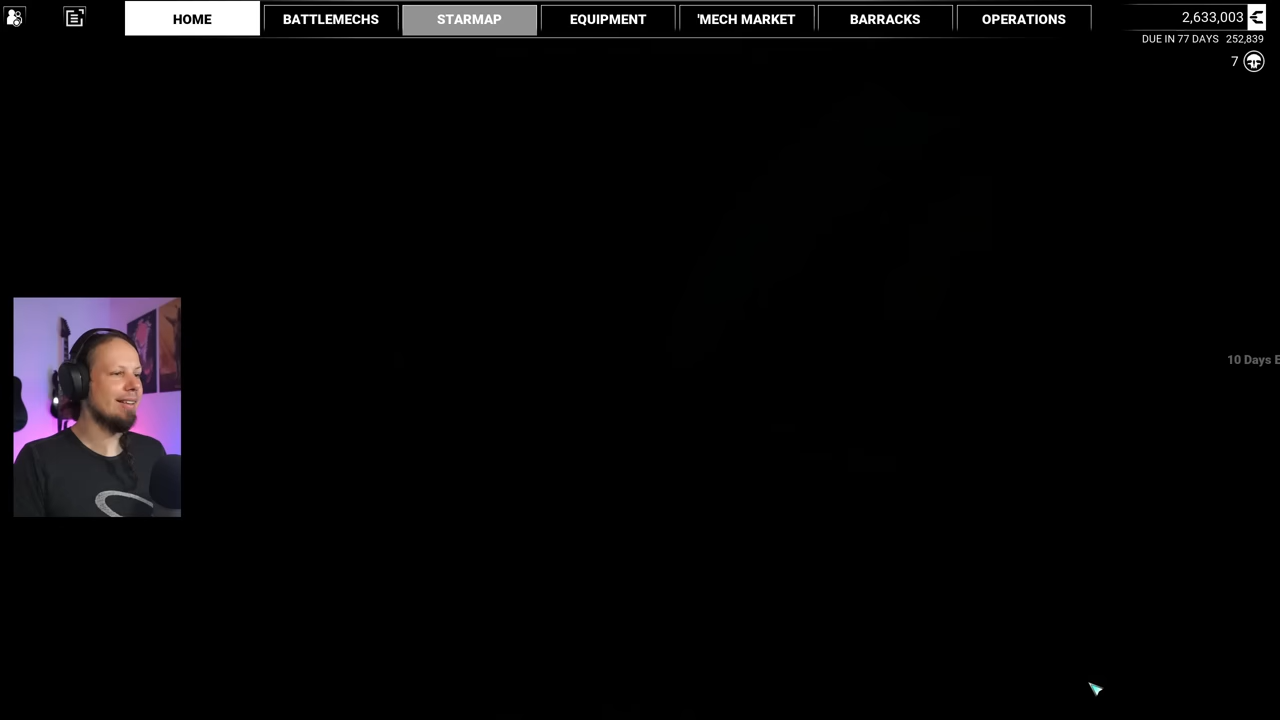 HOME
BATTLEMECHS
STARMAP
EQUIPMENT
'MECH MARKET
BARRACKS
OPERATIONS
2,633,003
DUE IN 77 DAYS 252,839
7
10 Days E